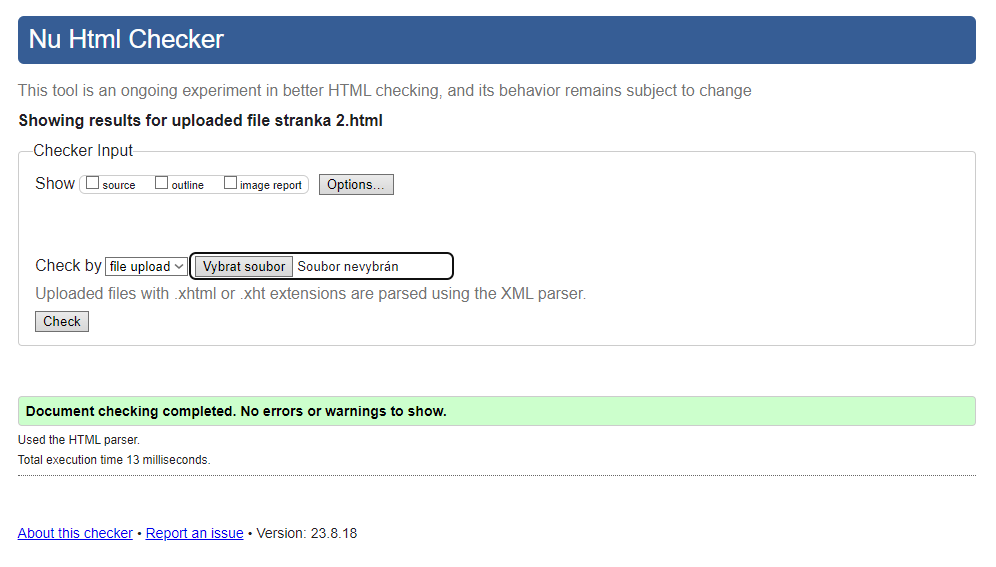 Nu Html Checker
This tool is an ongoing experiment in better HTML checking, and its behavior remains subject to change
Showing results for uploaded file stranka 2.html
Checker Input
Show source outline image report Options...
Check by file upload Vybrat soubor Soubor nevybrán
Uploaded files with .xhtml or .xht extensions are parsed using the XML parser.
Check
Document checking completed. No errors or warnings to show.
Used the HTML parser.
Total execution time 13 milliseconds.
About this checker • Report an issue • Version: 23.8.18